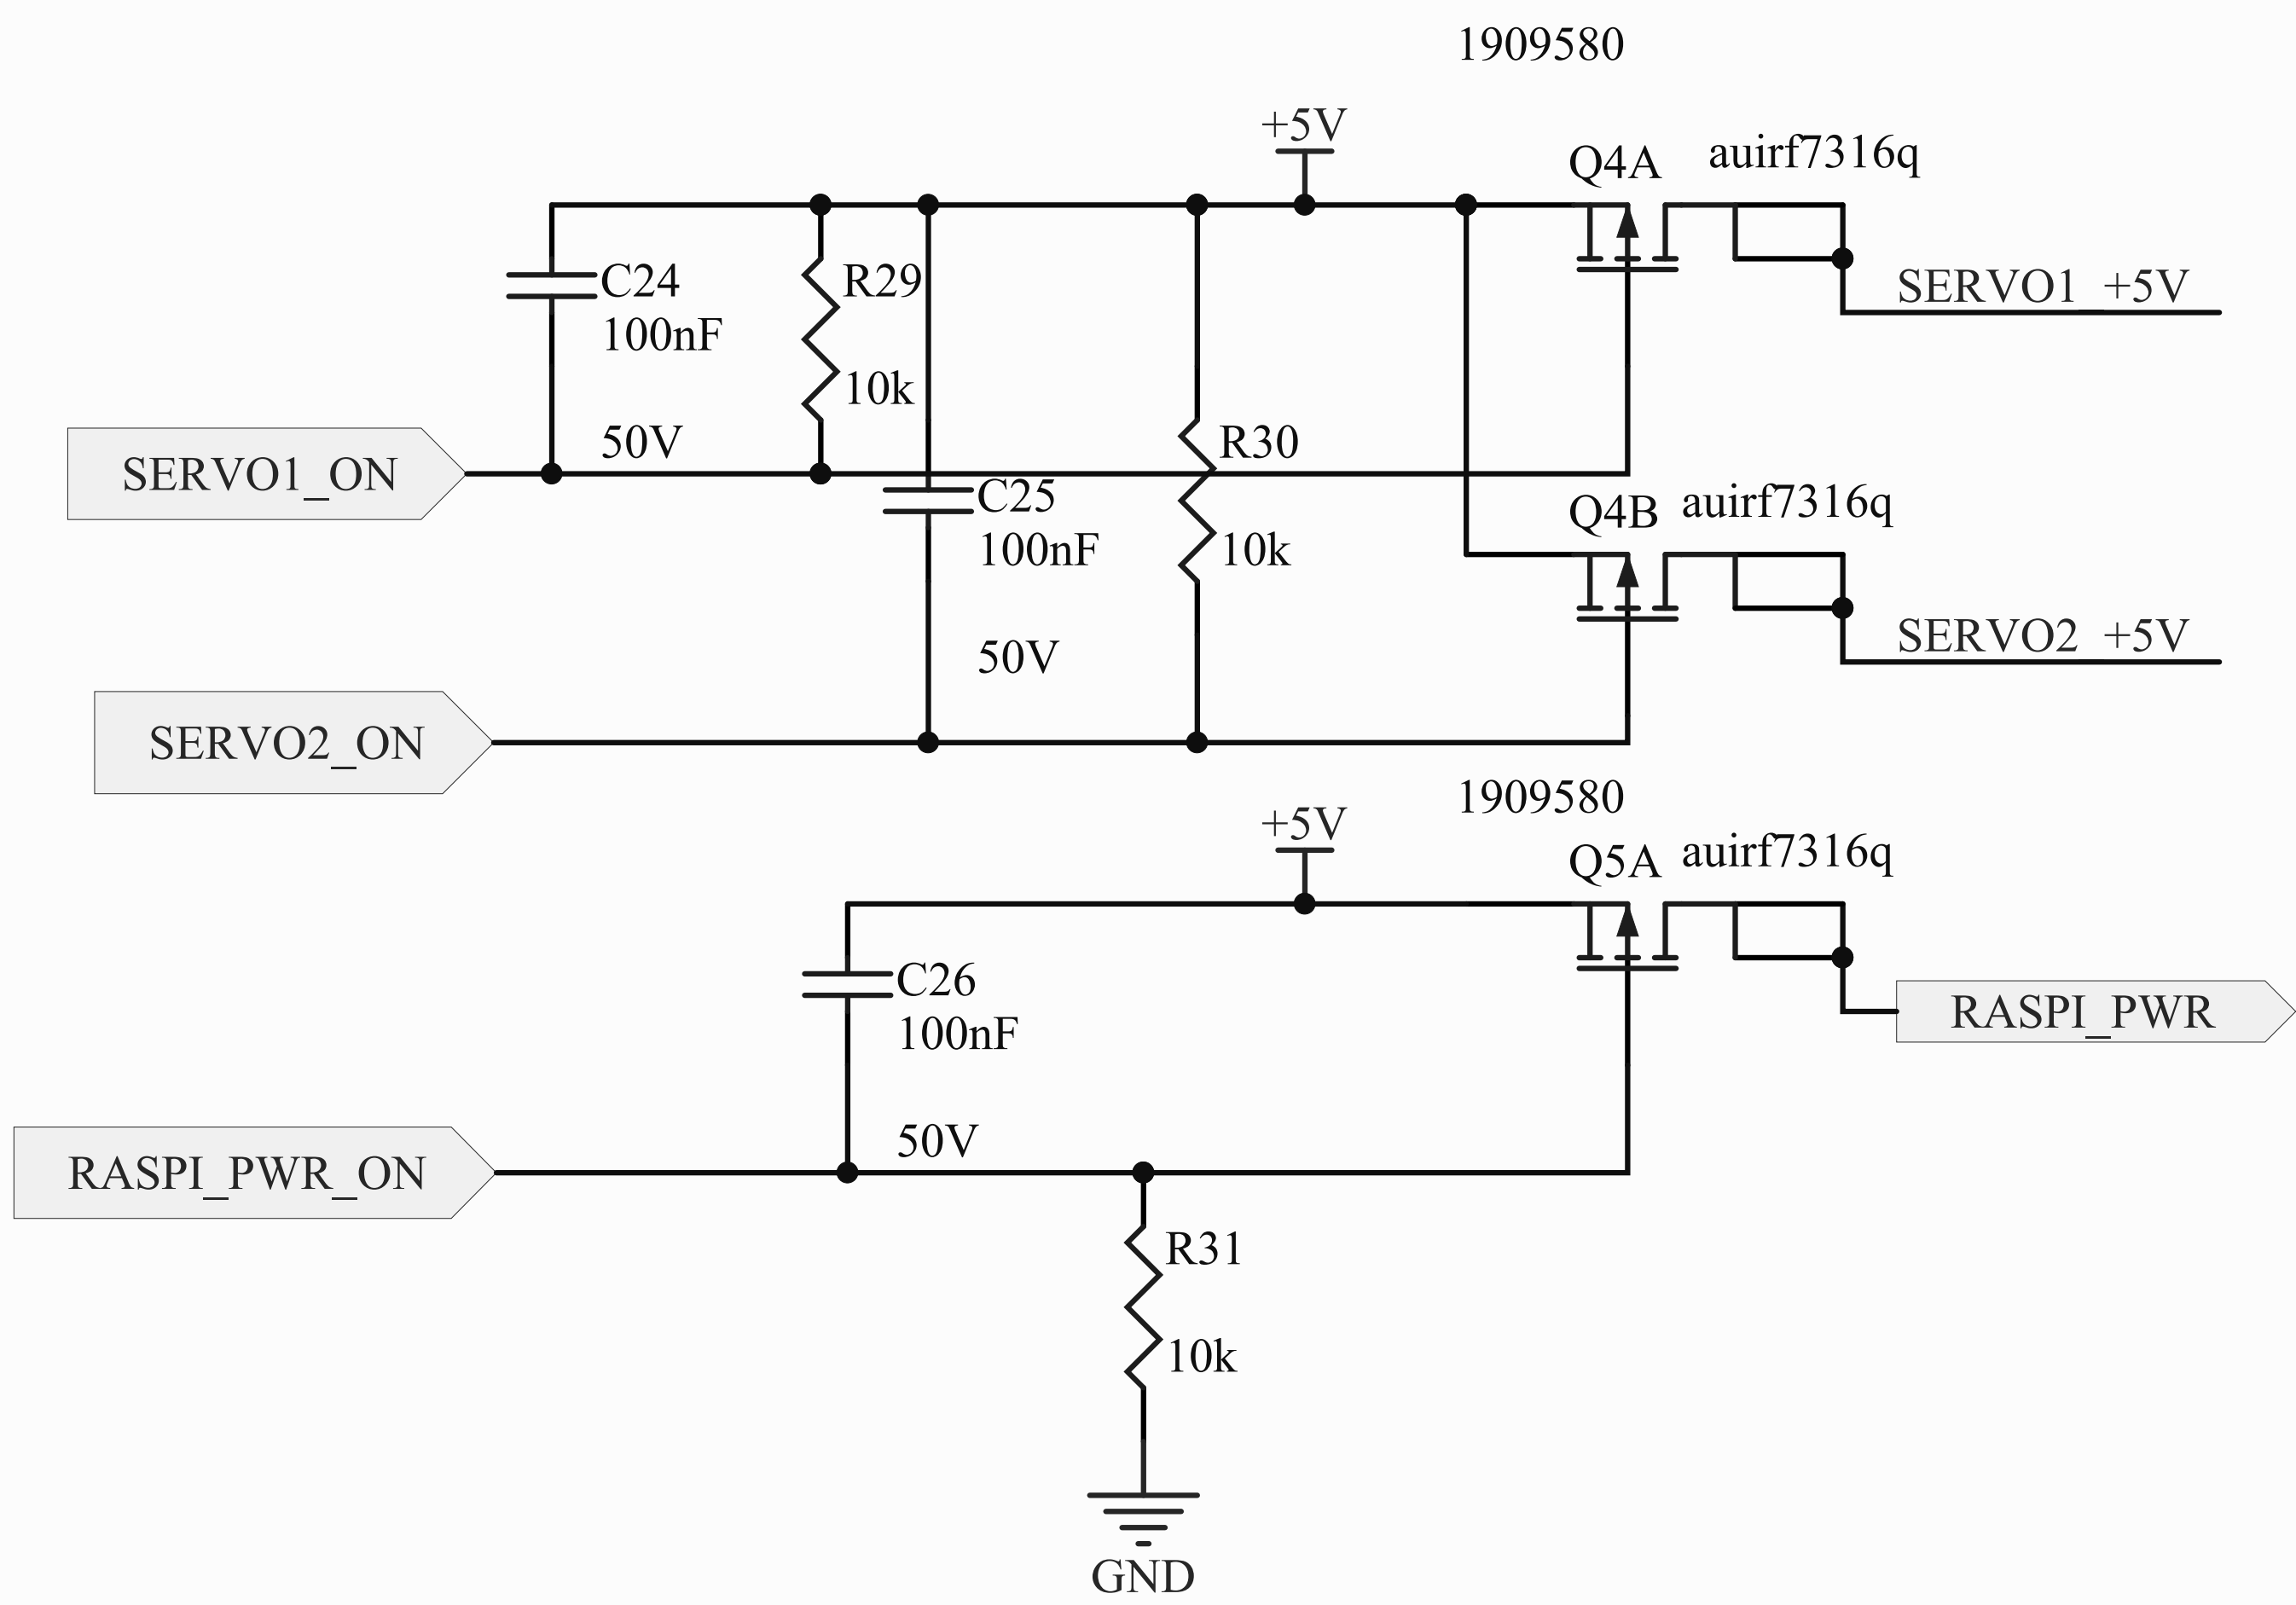 1909580
+5V
Q4A auirf7316q
C24
100nF
50V
R29
10k
SERVO1 +5V
SERVO1_ON
R30
10k
C25
100nF
50V
Q4B auirf7316q
SERVO2 +5V
SERVO2_ON
1909580
+5V
Q5A auirf7316q
C26
100nF
50V
RASPI_PWR
RASPI_PWR_ON
R31
10k
GND